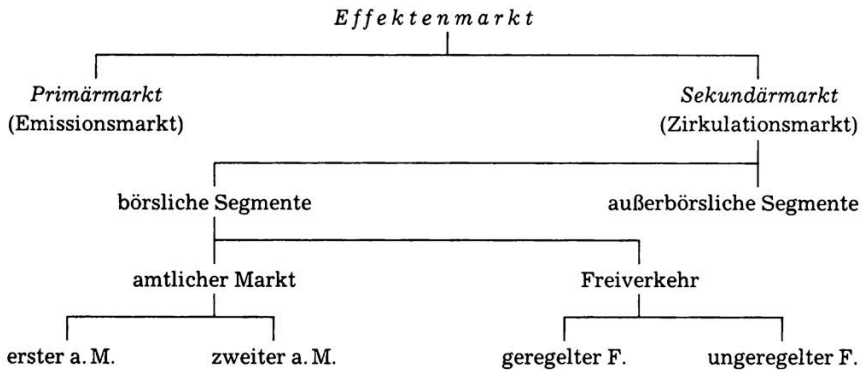 Effektenmarkt
Primärmarkt Sekundärmarkt
(Emissionsmarkt) (Zirkulationsmarkt)
börsliche Segmente außerbörsliche Segmente
amtlicher Markt Freiverkehr
erster a. M. zweiter a. M. geregelter F. ungeregelter F.